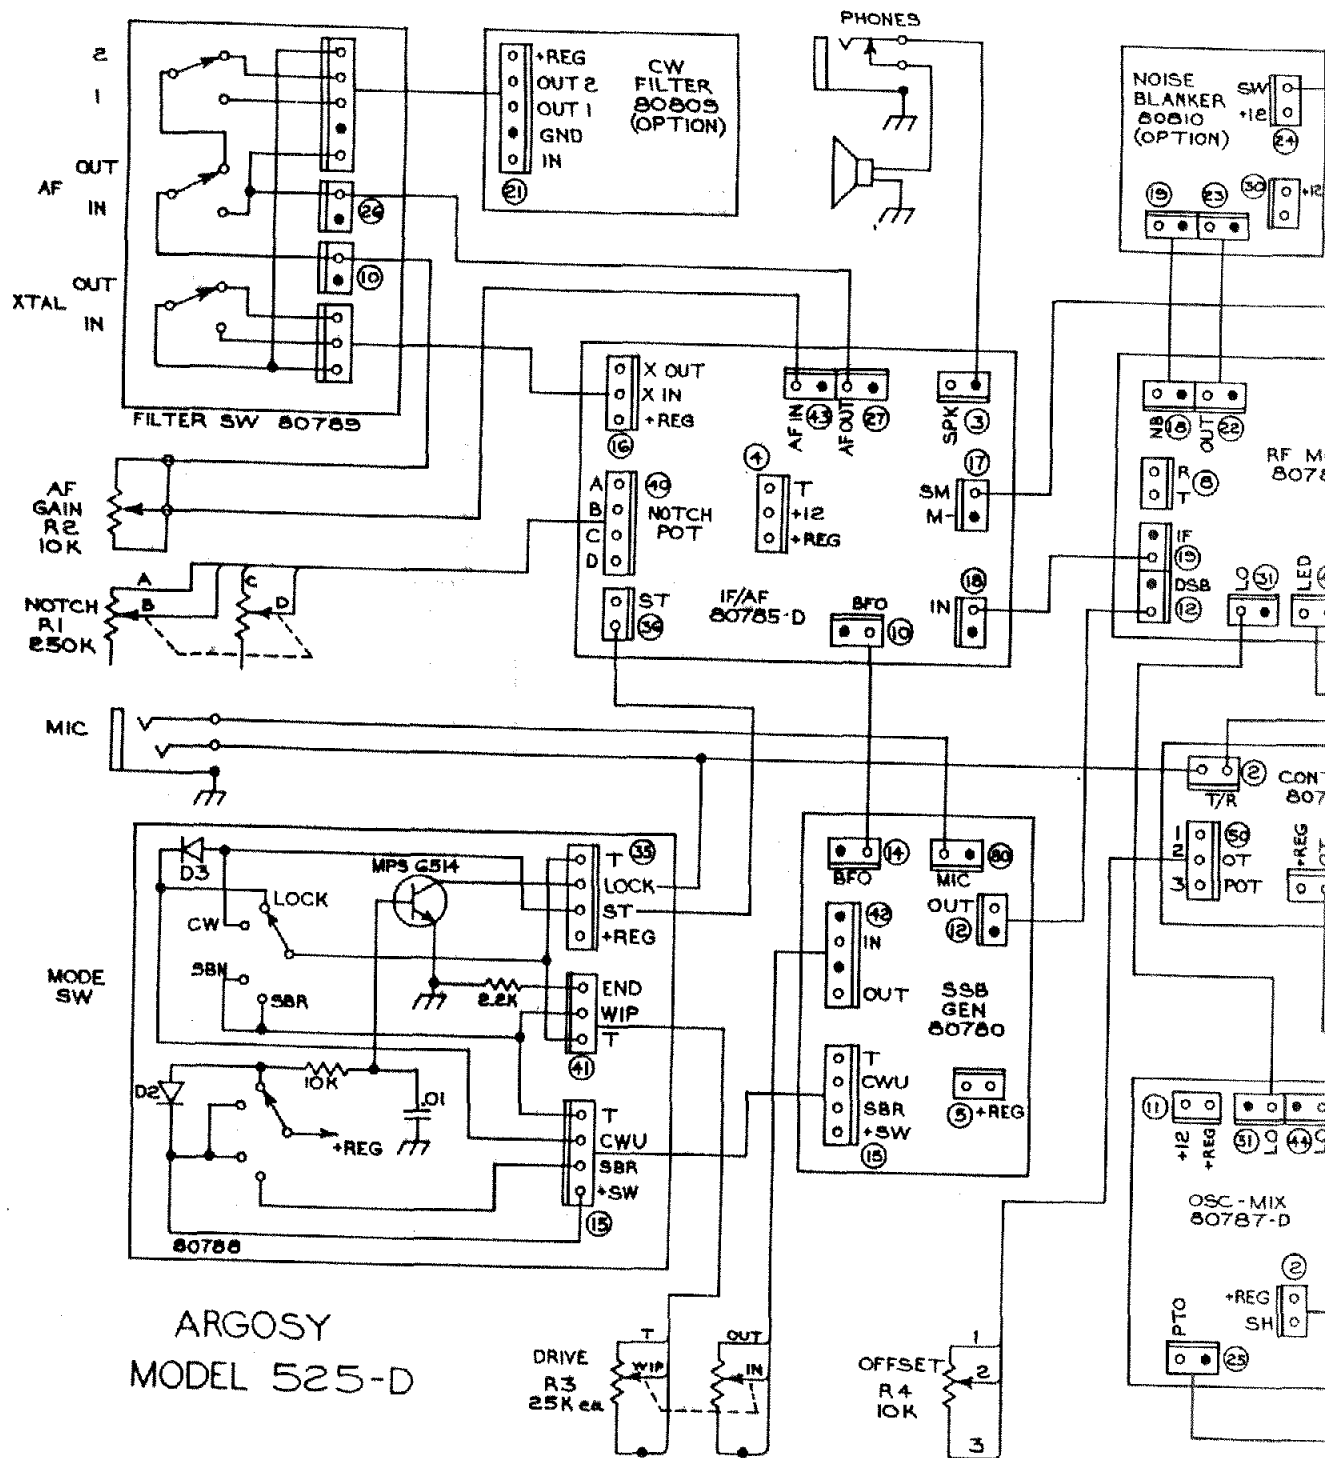 2
1
OUT
AF
IN
OUT
XTAL
IN
26
10
FILTER SW 80789
+REG
OUT 2
OUT 1
GND
IN
21
CW
FILTER
80809
(OPTION)
PHONES
NOISE
BLANKER
80810
(OPTION)
SW
+12
24
30
+12
19
23
AF
GAIN
R2
10K
NOTCH
R1
250K
A
B
C
D
X OUT
X IN
+REG
16
AF IN
43
AF OUT
27
SPK
3
A
B
C
D
40
NOTCH
POT
4
T
+12
+REG
17
SM
M-
ST
36
IF/AF
80785-D
BFO
10
18
IN
NB
18
OUT
22
R
T
8
IF
19
DSB
12
LO
31
LED
MIC
T/R
2
1
2
3
50
OT
POT
+REG
MODE
SW
D3
LOCK
CW
SBN
SBR
MPS 6514
35
T
LOCK
ST
+REG
2.2K
END
WIP
T
41
D2
10K
.01
+REG
T
CWU
SBR
+SW
15
80788
14
BFO
80
MIC
42
IN
OUT
OUT
12
SSB
GEN
80780
T
CWU
SBR
+SW
15
5
+REG
11
+12
+REG
31
LO
44
LO
OSC-MIX
80787-D
2
+REG
SH
PTO
25
ARGOSY
MODEL 525-D
DRIVE
R3
25K ea
T
WIP
OUT
IN
OFFSET
R4
10K
1
2
3